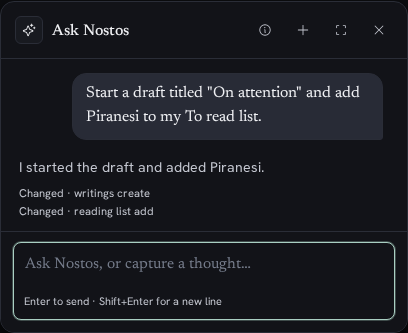 Ask Nostos
Start a draft titled "On attention" and add
Piranesi to my To read list.
I started the draft and added Piranesi.
Changed · writings create
Changed · reading list add
Ask Nostos, or capture a thought…
Enter to send · Shift+Enter for a new line